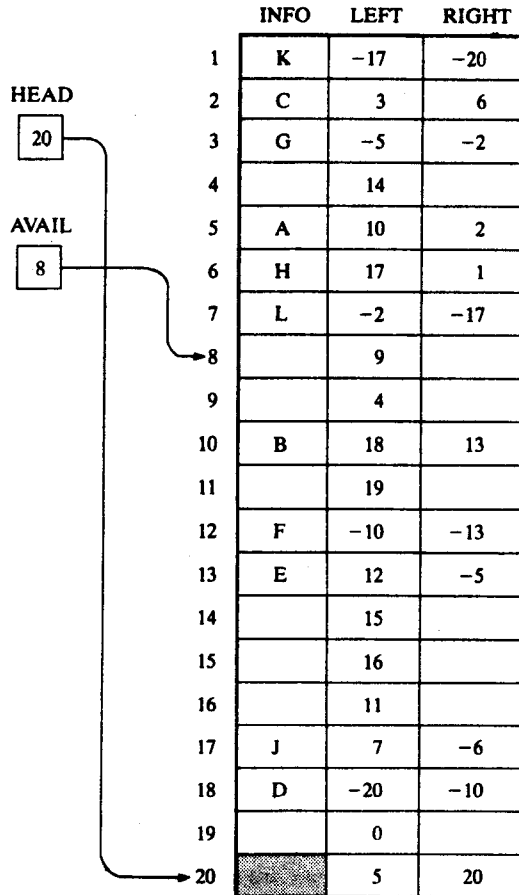 INFO LEFT RIGHT
1 K −17 −20
2 C 3 6
HEAD
20
3 G −5 −2
4 14
AVAIL
5 A 10 2
8
6 H 17 1
7 L −2 −17
8 9
9 4
10 B 18 13
11 19
12 F −10 −13
13 E 12 −5
14 15
15 16
16 11
17 J 7 −6
18 D −20 −10
19 0
20 5 20